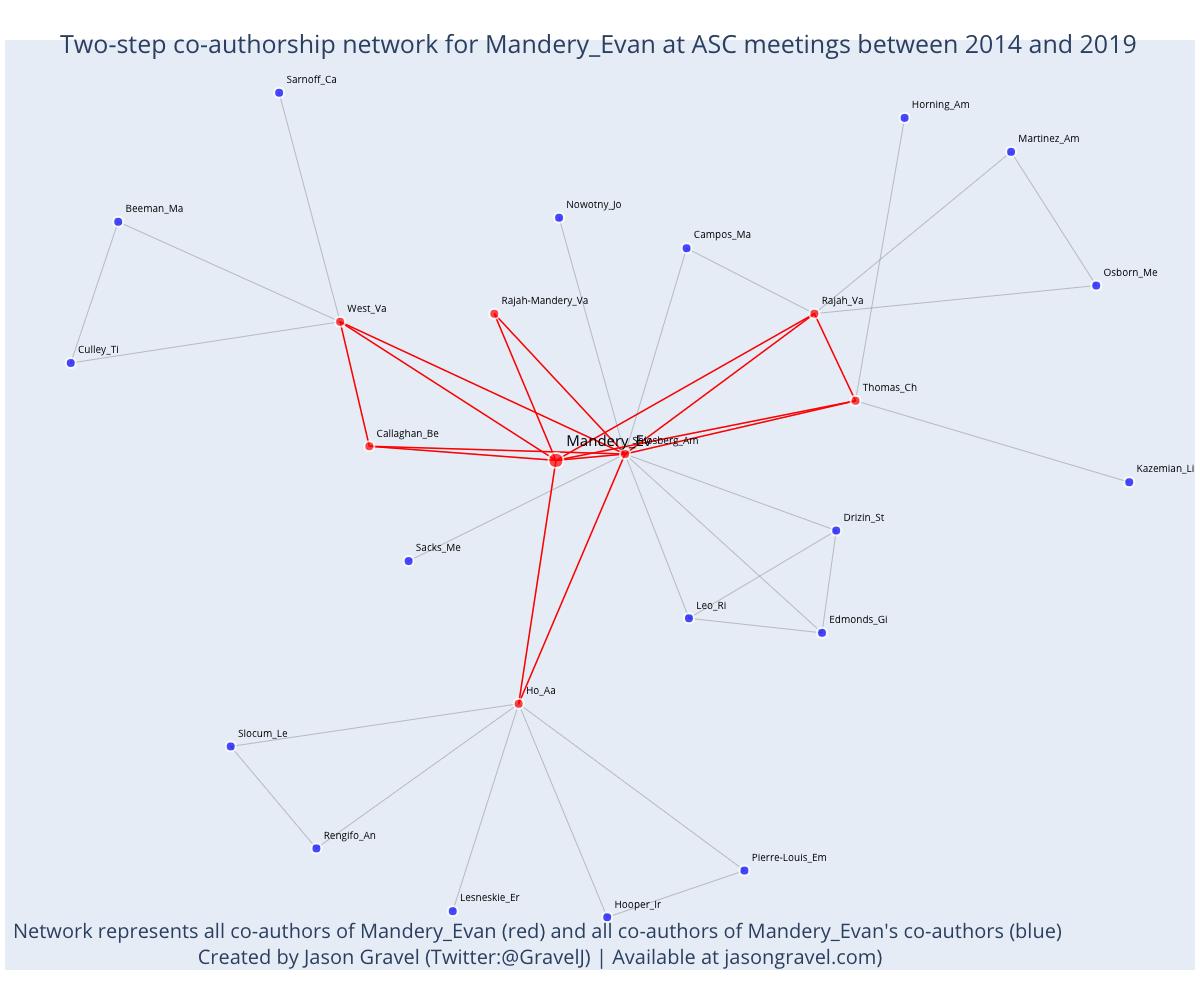 Two-step co-authorship network for Mandery_Evan at ASC meetings between 2014 and 2019
Sarnoff_Ca
Horning_Am
Martinez_Am
Beeman_Ma
Nowotny_Jo
Campos_Ma
Osborn_Me
West_Va
Rajah-Mandery_Va
Rajah_Va
Culley_Ti
Thomas_Ch
Callaghan_Be
Mandery_Ev
Kazemian_Li
Drizin_St
Sacks_Me
Leo_Ri
Edmonds_Gi
Ho_Aa
Slocum_Le
Rengifo_An
Pierre-Louis_Em
Lesneskie_Er
Hooper_Ir
Network represents all co-authors of Mandery_Evan (red) and all co-authors of Mandery_Evan's co-authors (blue)
Created by Jason Gravel (Twitter:@GravelJ) | Available at jasongravel.com)